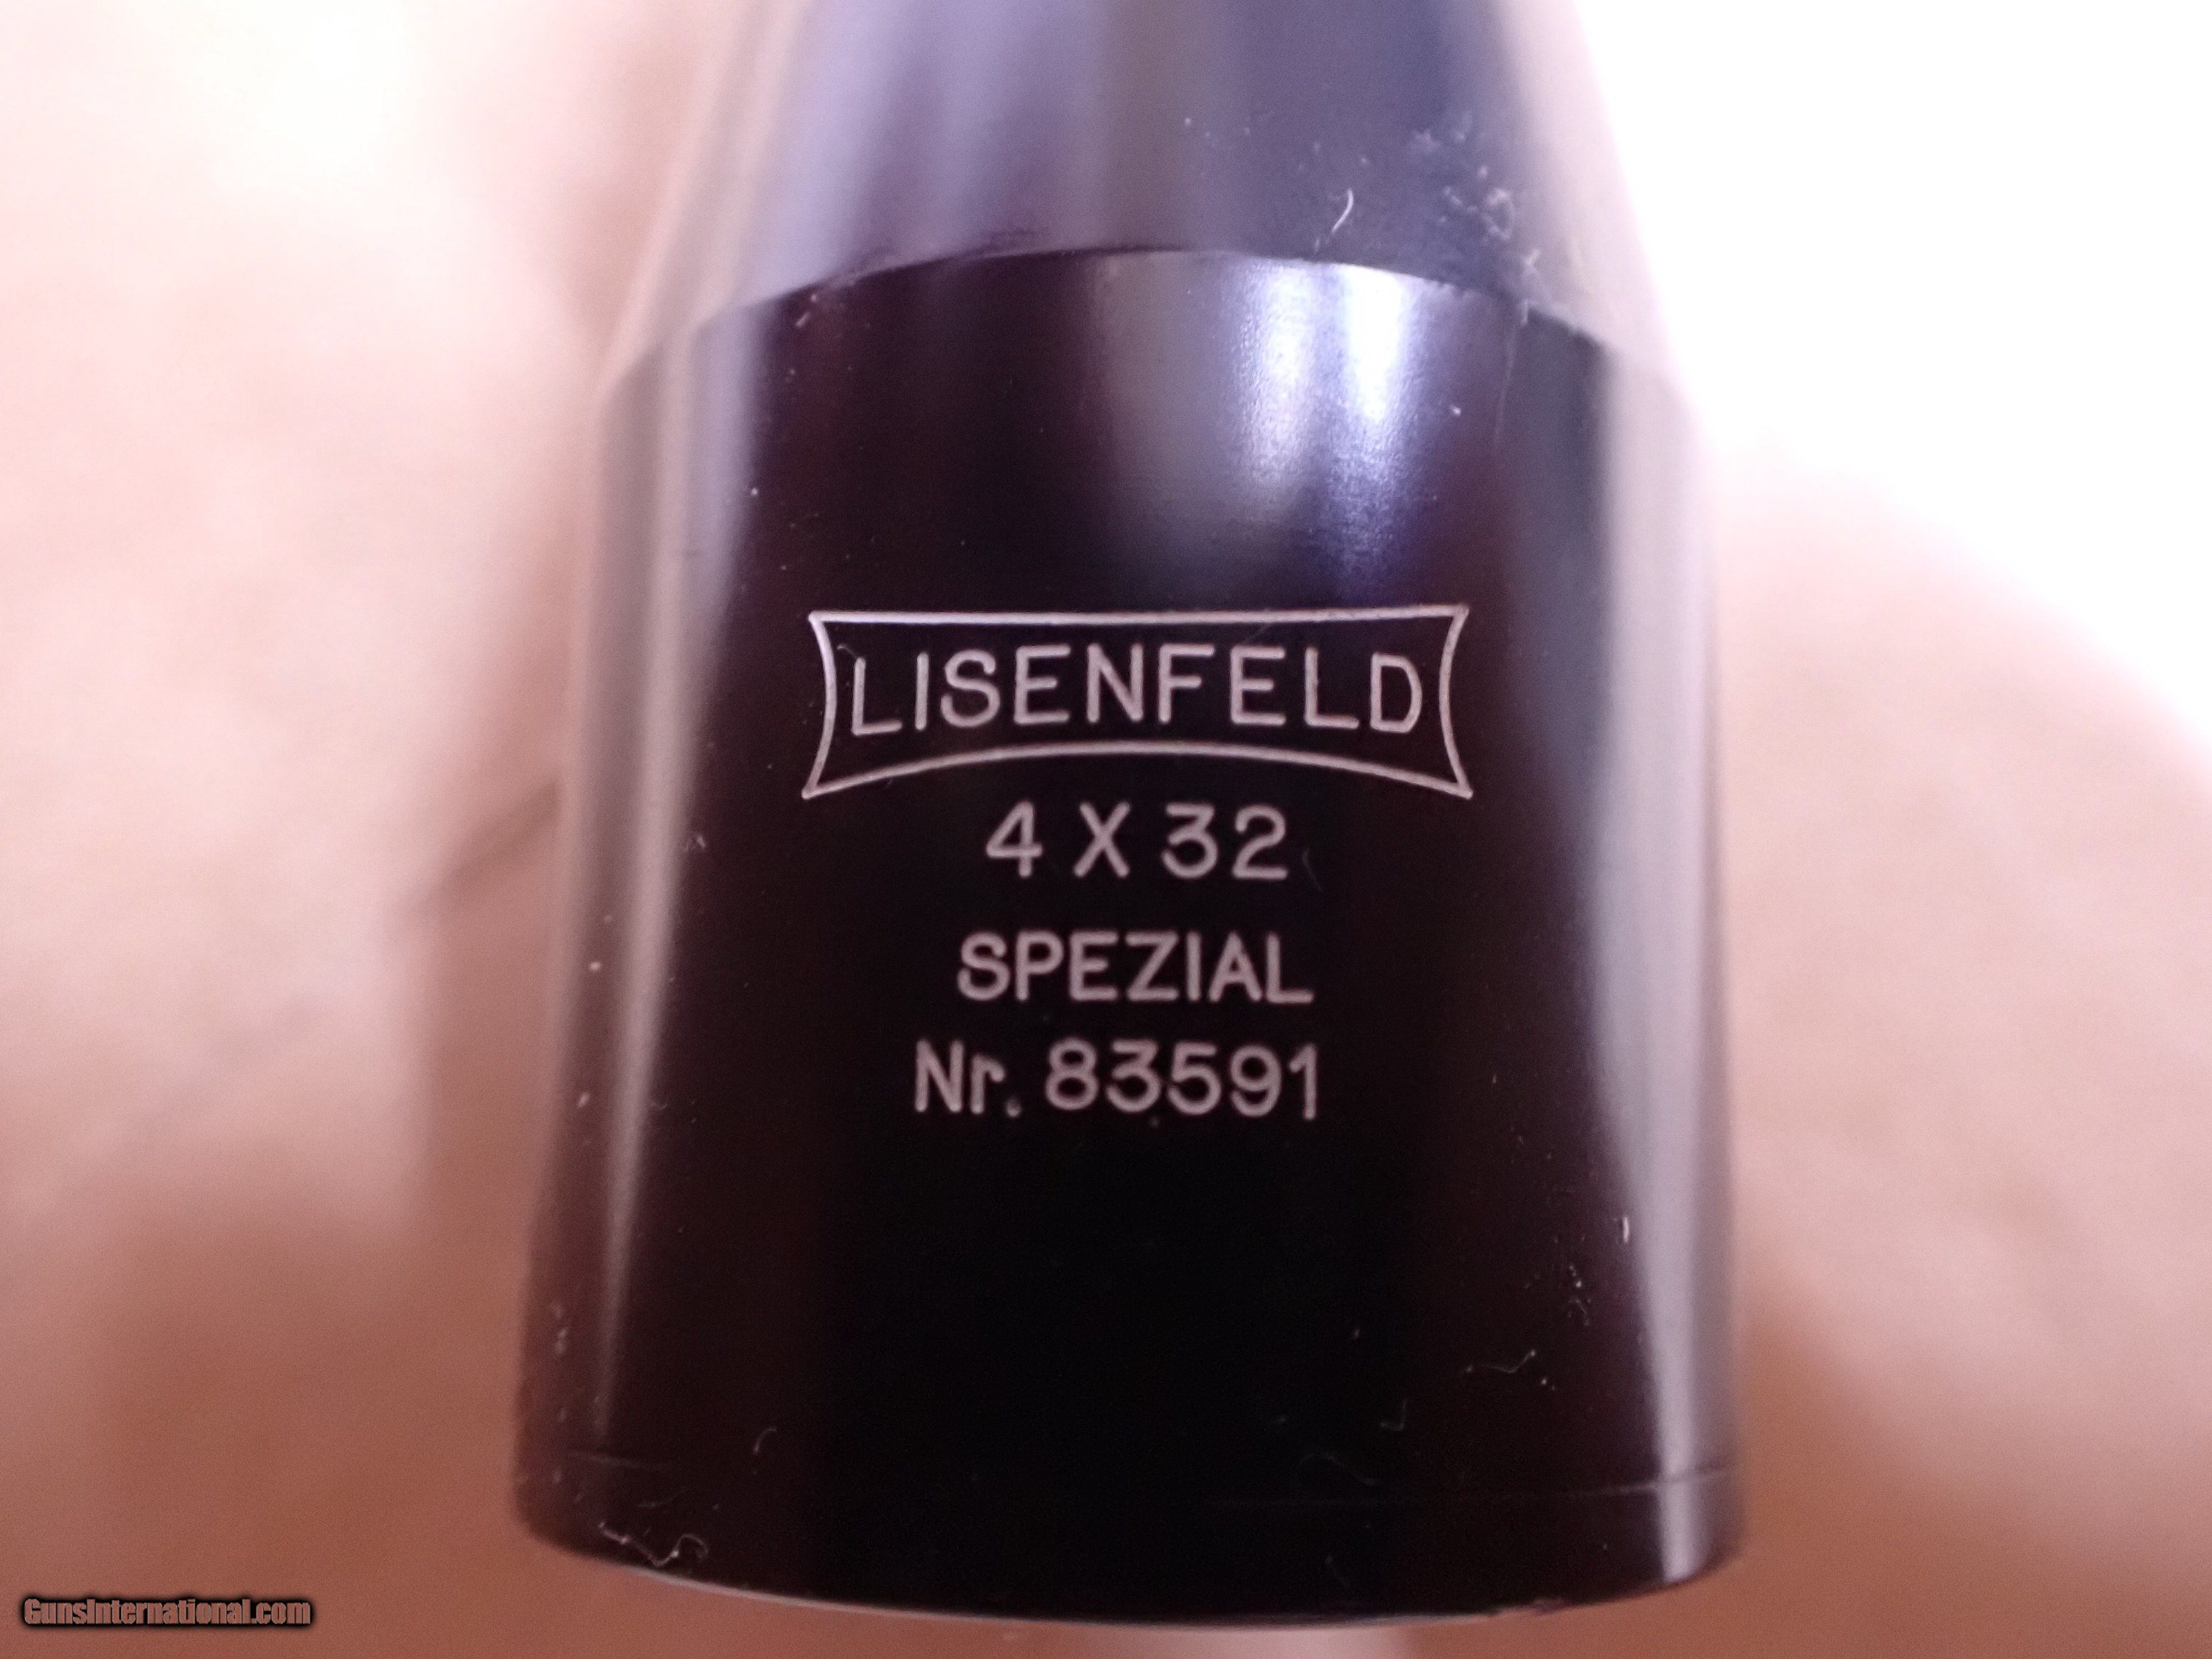 LISENFELD
4 X 32
SPEZIAL
Nr. 83591
GunsInternational.com